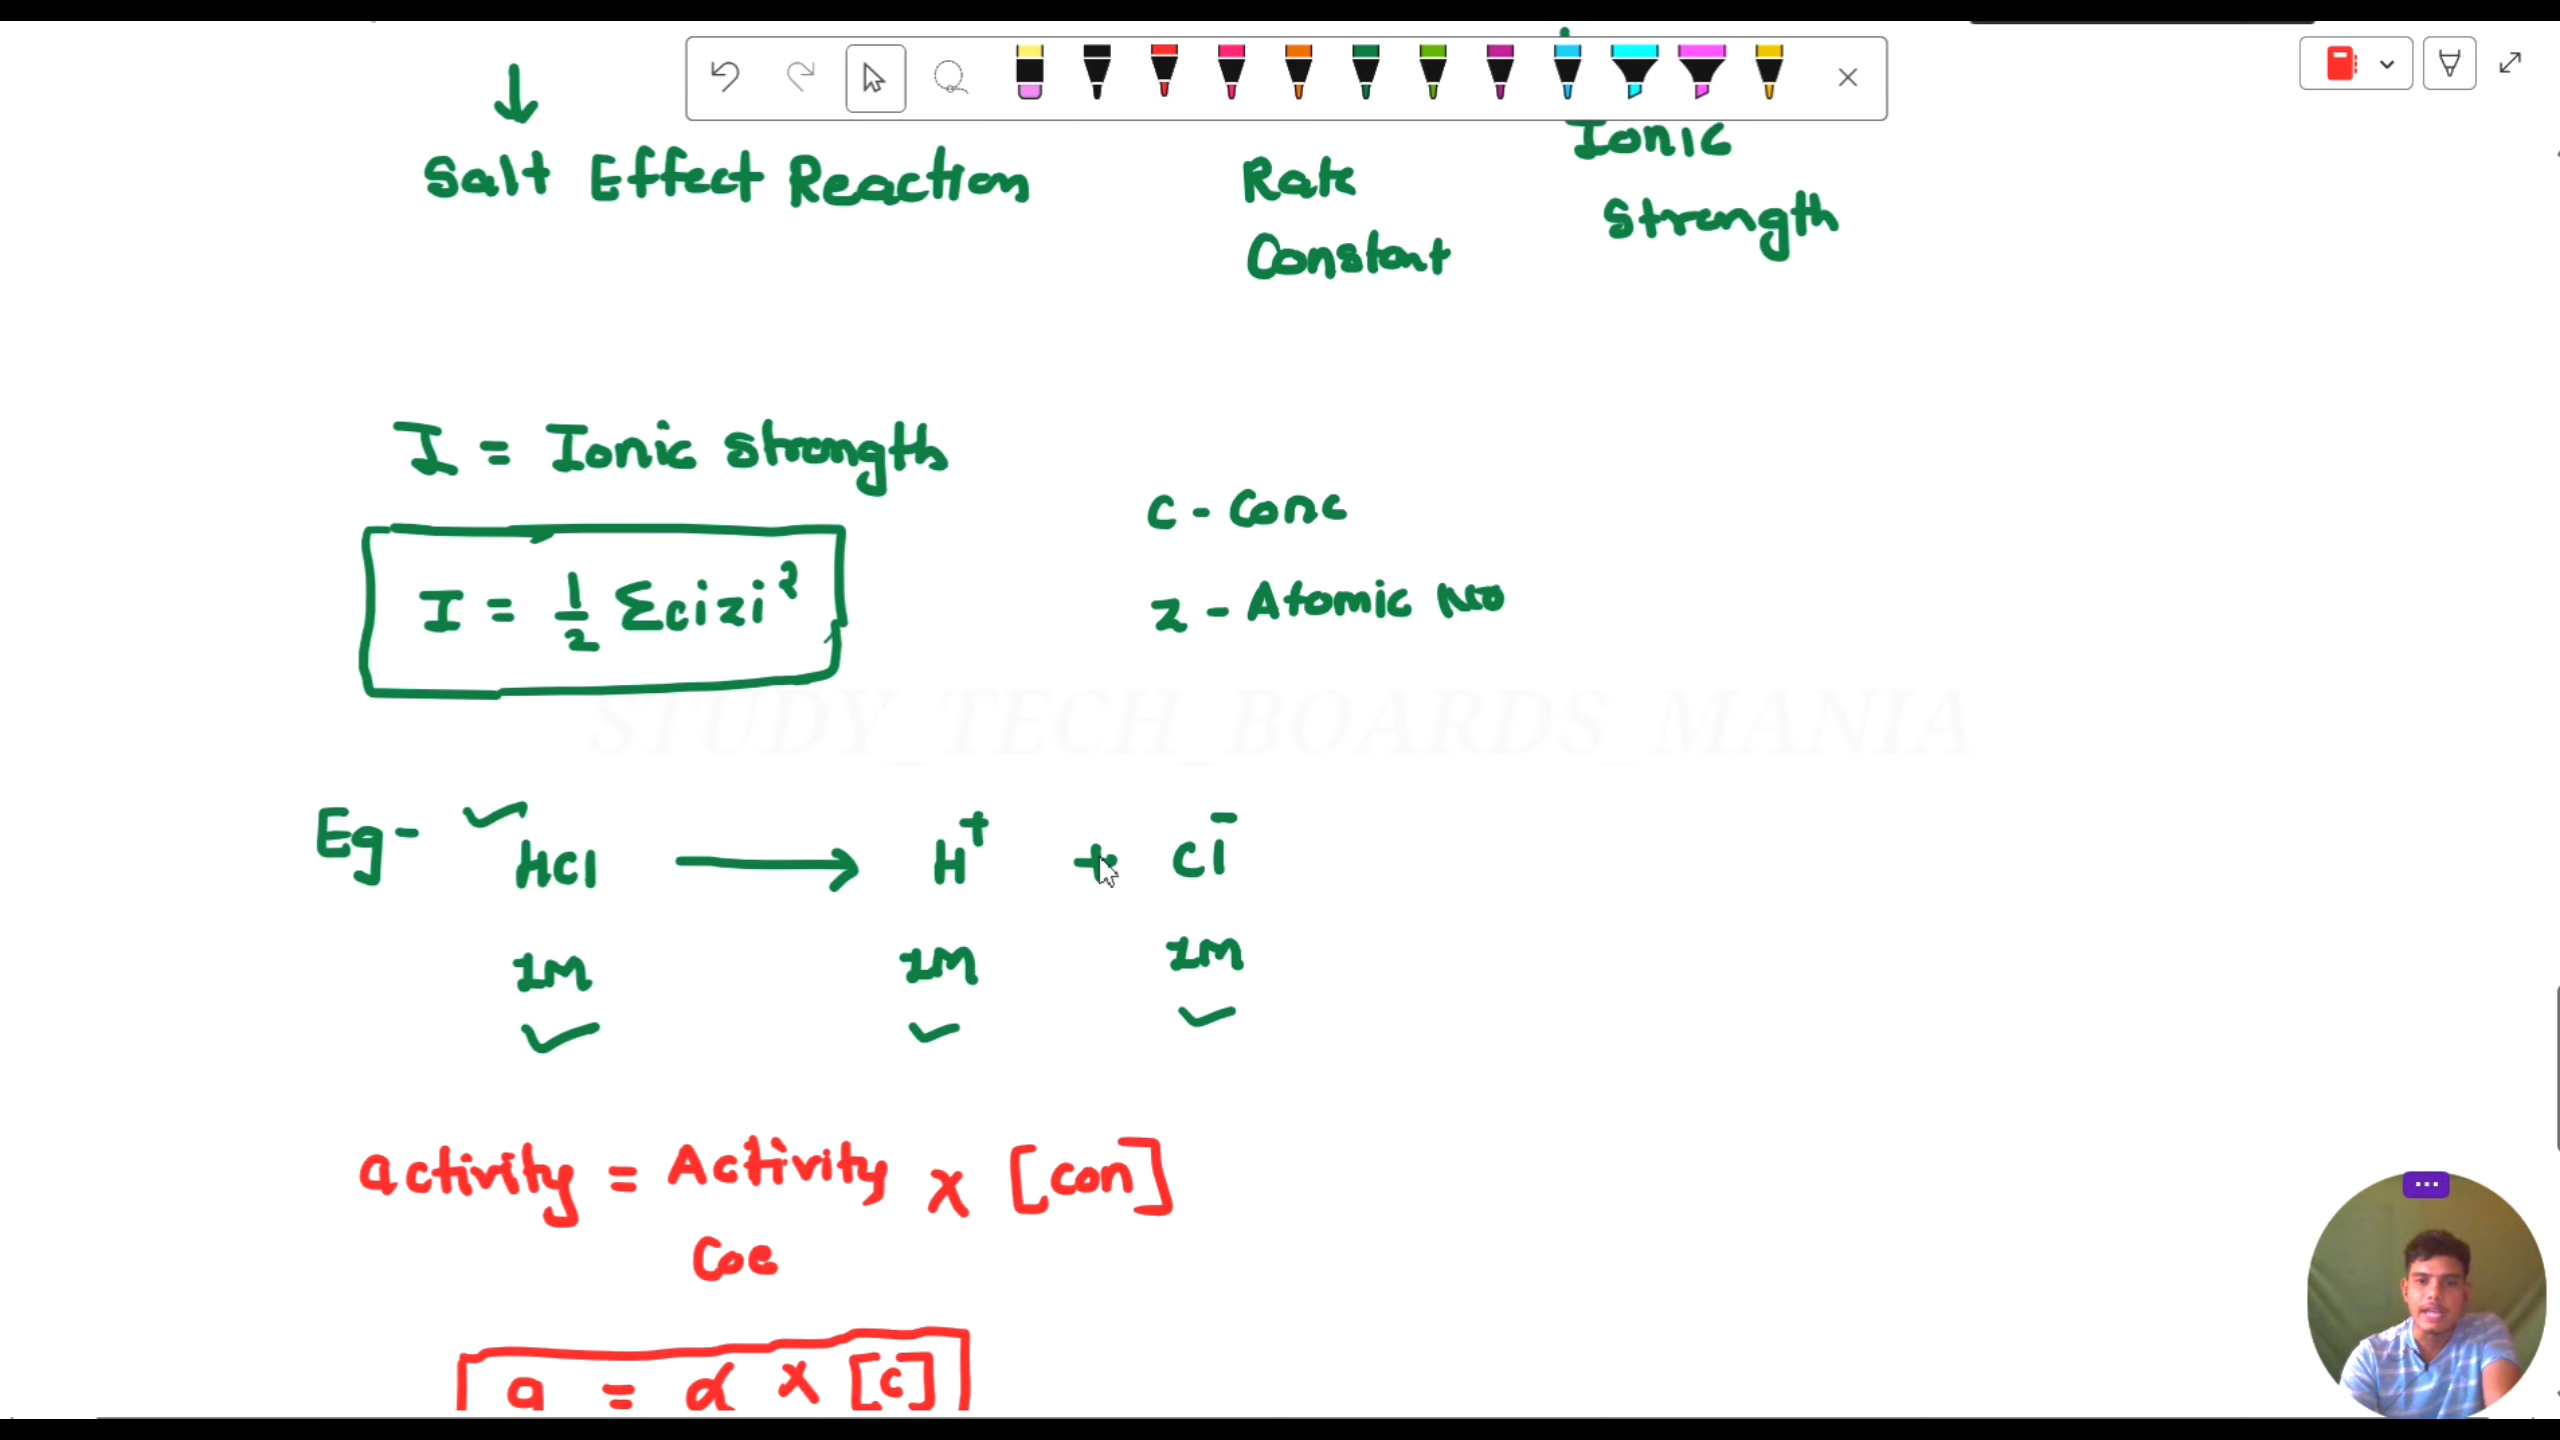 Salt Effect Reaction
Rate
Constant
Ionic
Strength
I = Ionic strength
I = 1/2 Σcizi²
c - Conc
z - Atomic No
STUDY_TECH_BOARDS_MANIA
Eg - HCl ⟶ H⁺ + Cl⁻
1M 1M 1M
activity = Activity x [con]
Coe
a = α x [c]